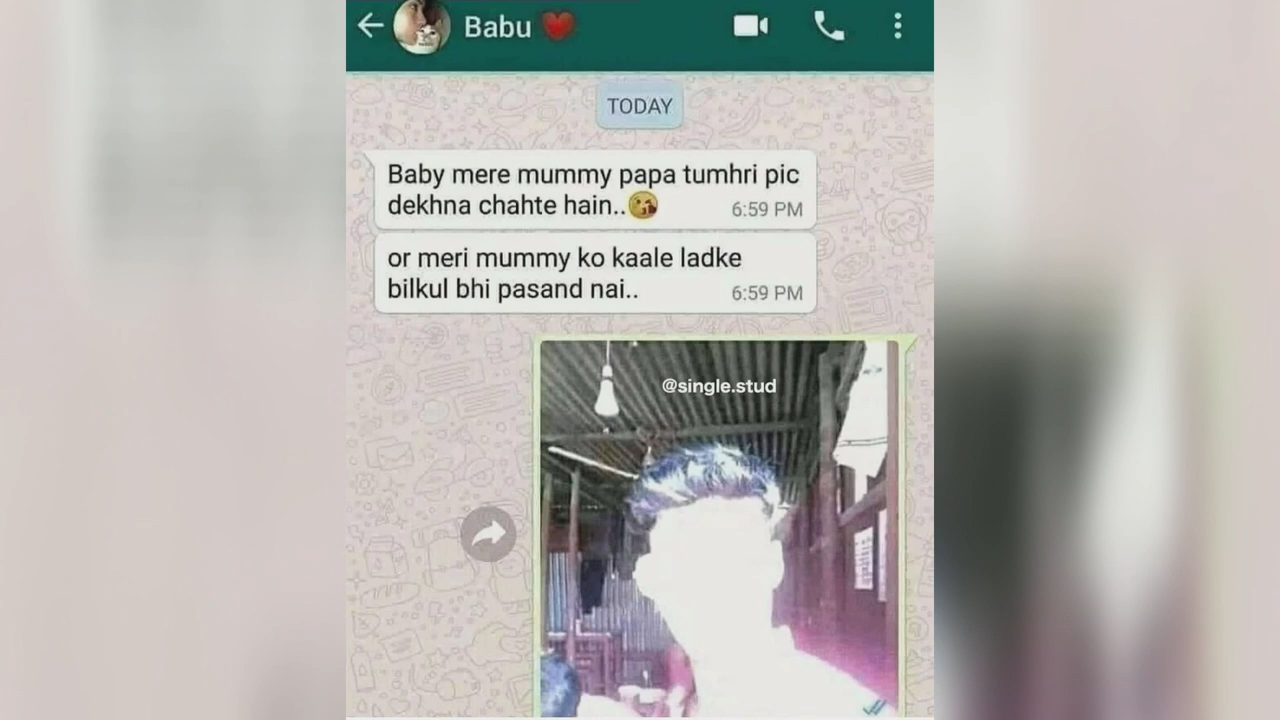 Babu ❤️
TODAY
Baby mere mummy papa tumhri pic
dekhna chahte hain..😘
6:59 PM
or meri mummy ko kaale ladke
bilkul bhi pasand nai..
6:59 PM
@single.stud